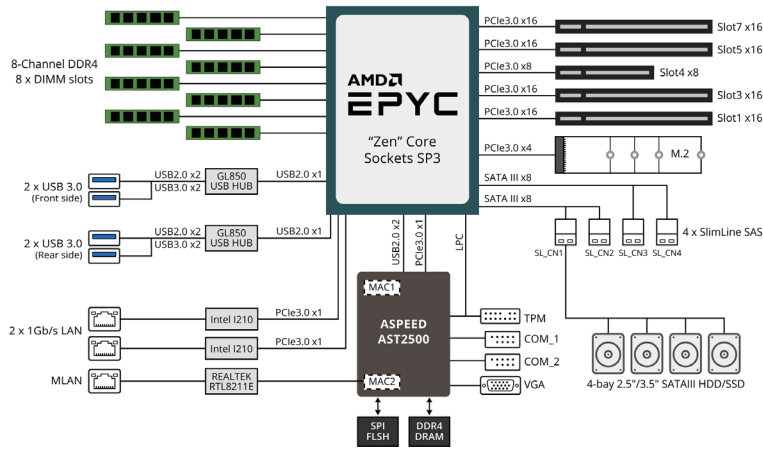 8-Channel DDR4
8 x DIMM slots
AMD
EPYC
"Zen" Core
Sockets SP3
PCIe3.0 x16
Slot7 x16
PCIe3.0 x16
Slot5 x16
PCIe3.0 x8
Slot4 x8
PCIe3.0 x16
Slot3 x16
PCIe3.0 x16
Slot1 x16
PCIe3.0 x4
M.2
SATA III x8
SATA III x8
SL_CN1
SL_CN2
SL_CN3
SL_CN4
4 x SlimLine SAS
2 x USB 3.0
(Front side)
USB2.0 x2
USB3.0 x2
GL850
USB HUB
USB2.0 x1
2 x USB 3.0
(Rear side)
USB2.0 x2
USB3.0 x2
GL850
USB HUB
USB2.0 x1
USB2.0 x2
PCIe3.0 x1
LPC
2 x 1Gb/s LAN
Intel I210
PCIe3.0 x1
Intel I210
PCIe3.0 x1
MLAN
REALTEK
RTL8211E
MAC1
ASPEED
AST2500
MAC2
TPM
COM_1
COM_2
VGA
4-bay 2.5"/3.5" SATAIII HDD/SSD
SPI
FLSH
DDR4
DRAM